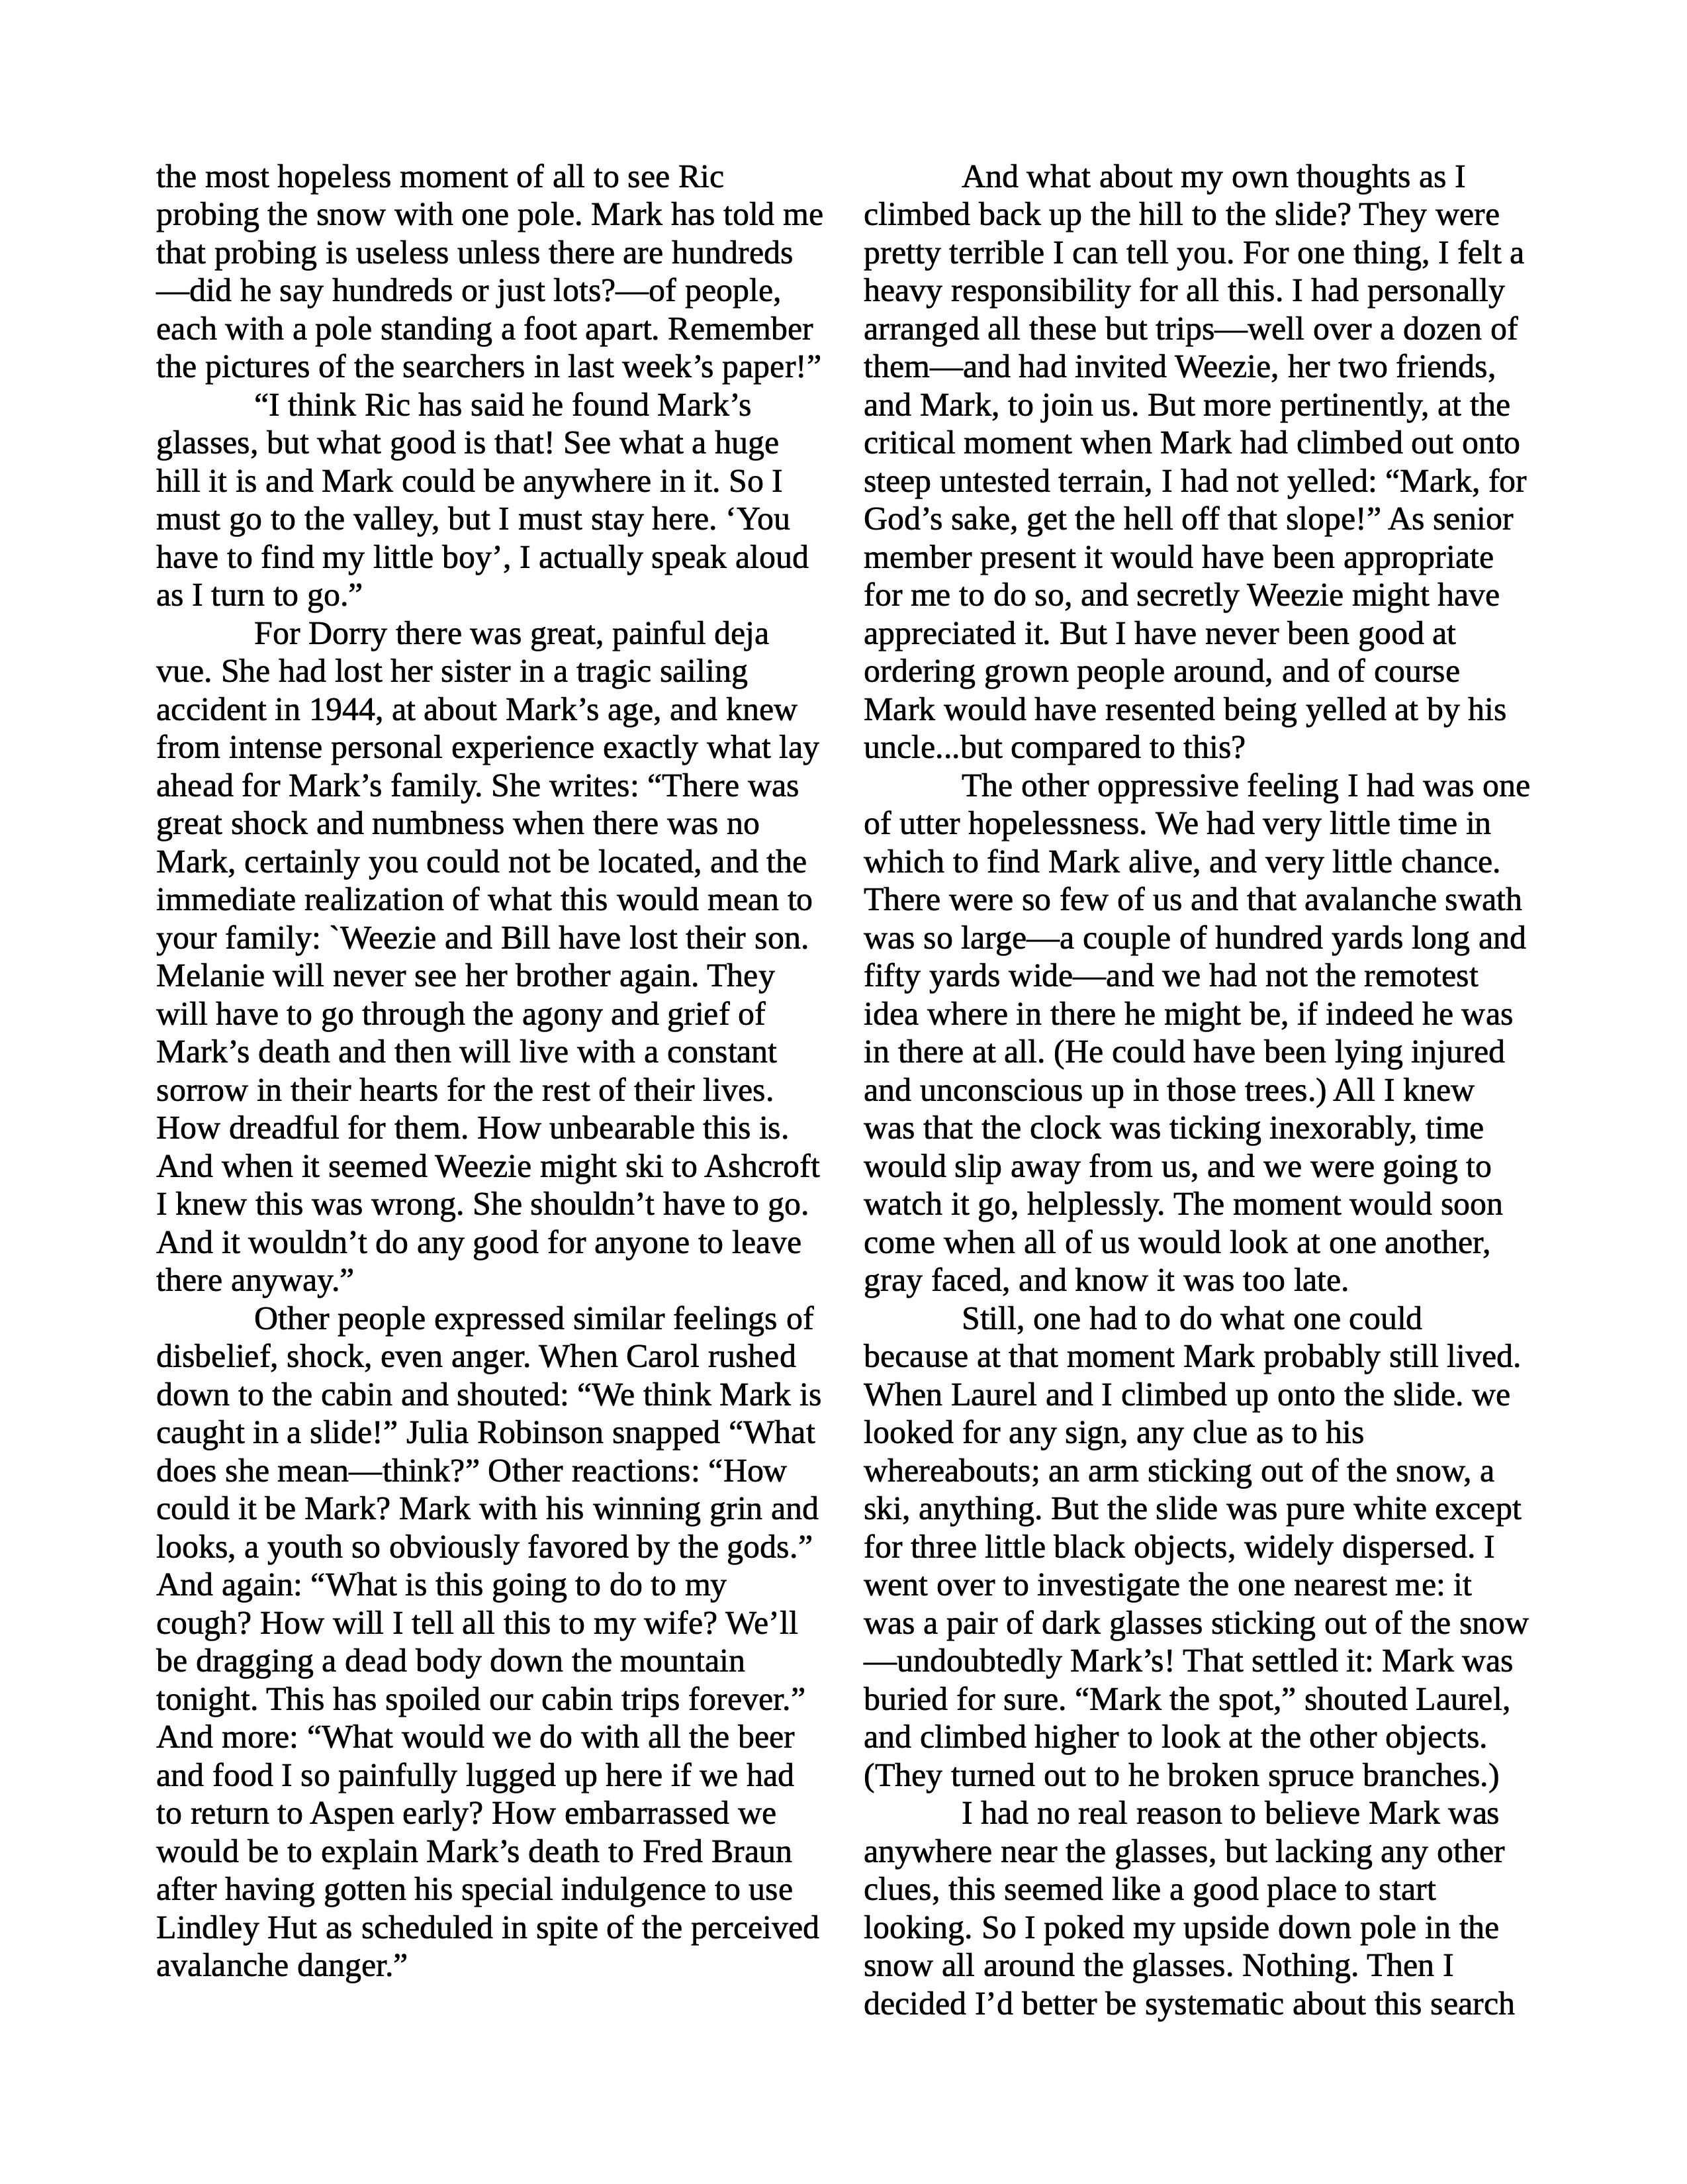 the most hopeless moment of all to see Ric
probing the snow with one pole. Mark has told me
that probing is useless unless there are hundreds
—did he say hundreds or just lots?—of people,
each with a pole standing a foot apart. Remember
the pictures of the searchers in last week’s paper!”
“I think Ric has said he found Mark’s
glasses, but what good is that! See what a huge
hill it is and Mark could be anywhere in it. So I
must go to the valley, but I must stay here. ‘You
have to find my little boy’, I actually speak aloud
as I turn to go.”
For Dorry there was great, painful deja
vue. She had lost her sister in a tragic sailing
accident in 1944, at about Mark’s age, and knew
from intense personal experience exactly what lay
ahead for Mark’s family. She writes: “There was
great shock and numbness when there was no
Mark, certainly you could not be located, and the
immediate realization of what this would mean to
your family: `Weezie and Bill have lost their son.
Melanie will never see her brother again. They
will have to go through the agony and grief of
Mark’s death and then will live with a constant
sorrow in their hearts for the rest of their lives.
How dreadful for them. How unbearable this is.
And when it seemed Weezie might ski to Ashcroft
I knew this was wrong. She shouldn’t have to go.
And it wouldn’t do any good for anyone to leave
there anyway.”
Other people expressed similar feelings of
disbelief, shock, even anger. When Carol rushed
down to the cabin and shouted: “We think Mark is
caught in a slide!” Julia Robinson snapped “What
does she mean—think?” Other reactions: “How
could it be Mark? Mark with his winning grin and
looks, a youth so obviously favored by the gods.”
And again: “What is this going to do to my
cough? How will I tell all this to my wife? We’ll
be dragging a dead body down the mountain
tonight. This has spoiled our cabin trips forever.”
And more: “What would we do with all the beer
and food I so painfully lugged up here if we had
to return to Aspen early? How embarrassed we
would be to explain Mark’s death to Fred Braun
after having gotten his special indulgence to use
Lindley Hut as scheduled in spite of the perceived
avalanche danger.”
And what about my own thoughts as I
climbed back up the hill to the slide? They were
pretty terrible I can tell you. For one thing, I felt a
heavy responsibility for all this. I had personally
arranged all these but trips—well over a dozen of
them—and had invited Weezie, her two friends,
and Mark, to join us. But more pertinently, at the
critical moment when Mark had climbed out onto
steep untested terrain, I had not yelled: “Mark, for
God’s sake, get the hell off that slope!” As senior
member present it would have been appropriate
for me to do so, and secretly Weezie might have
appreciated it. But I have never been good at
ordering grown people around, and of course
Mark would have resented being yelled at by his
uncle...but compared to this?
The other oppressive feeling I had was one
of utter hopelessness. We had very little time in
which to find Mark alive, and very little chance.
There were so few of us and that avalanche swath
was so large—a couple of hundred yards long and
fifty yards wide—and we had not the remotest
idea where in there he might be, if indeed he was
in there at all. (He could have been lying injured
and unconscious up in those trees.) All I knew
was that the clock was ticking inexorably, time
would slip away from us, and we were going to
watch it go, helplessly. The moment would soon
come when all of us would look at one another,
gray faced, and know it was too late.
Still, one had to do what one could
because at that moment Mark probably still lived.
When Laurel and I climbed up onto the slide. we
looked for any sign, any clue as to his
whereabouts; an arm sticking out of the snow, a
ski, anything. But the slide was pure white except
for three little black objects, widely dispersed. I
went over to investigate the one nearest me: it
was a pair of dark glasses sticking out of the snow
—undoubtedly Mark’s! That settled it: Mark was
buried for sure. “Mark the spot,” shouted Laurel,
and climbed higher to look at the other objects.
(They turned out to he broken spruce branches.)
I had no real reason to believe Mark was
anywhere near the glasses, but lacking any other
clues, this seemed like a good place to start
looking. So I poked my upside down pole in the
snow all around the glasses. Nothing. Then I
decided I’d better be systematic about this search